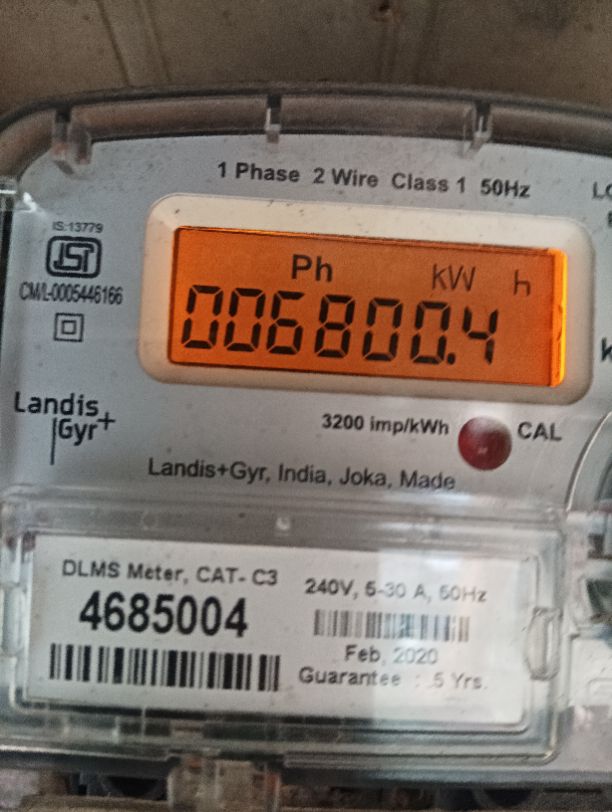 1 Phase 2 Wire Class 1 50Hz
IS:13779
CM/L-0005446166
Ph kW h
006800.4
Landis
Gyr+
3200 imp/kWh CAL
Landis+Gyr, India, Joka, Made
DLMS Meter, CAT- C3
4685004
240V, 5-30 A, 50Hz
Feb, 2020
Guarantee : 5 Yrs.